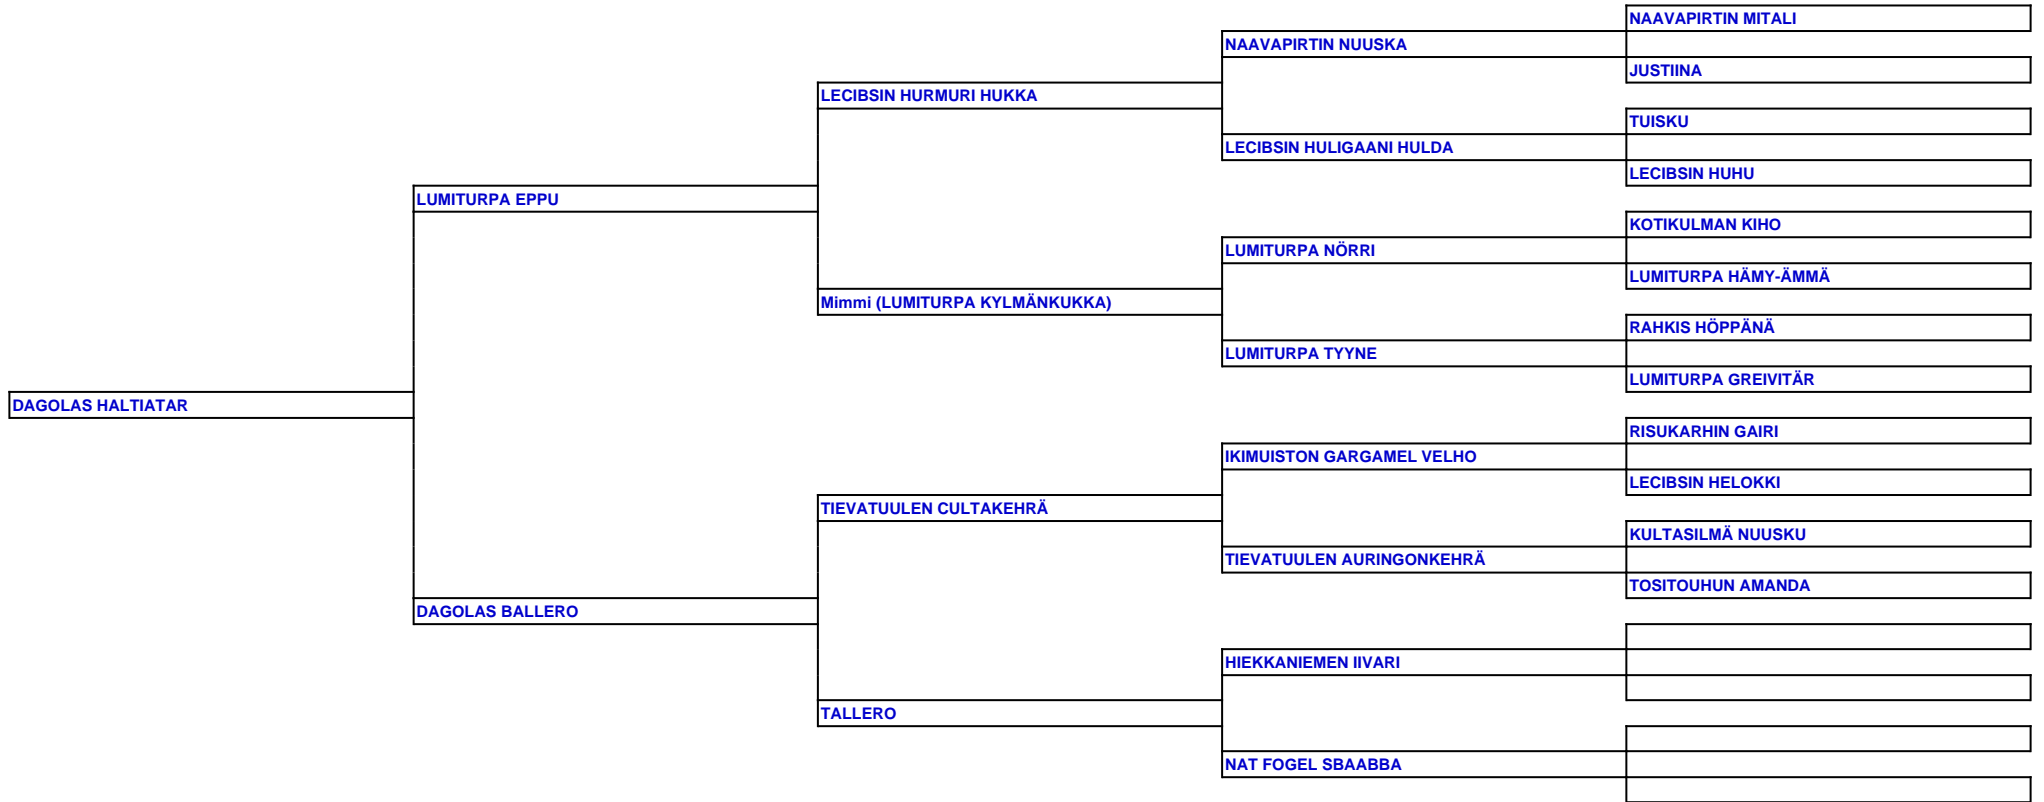 NAAVAPIRTIN MITALI
NAAVAPIRTIN NUUSKA
JUSTIINA
LECIBSIN HURMURI HUKKA
TUISKU
LECIBSIN HULIGAANI HULDA
LECIBSIN HUHU
LUMITURPA EPPU
KOTIKULMAN KIHO
LUMITURPA NÖRRI
LUMITURPA HÄMY-ÄMMÄ
Mimmi (LUMITURPA KYLMÄNKUKKA)
RAHKIS HÖPPÄNÄ
LUMITURPA TYYNE
LUMITURPA GREIVITÄR
DAGOLAS HALTIATAR
RISUKARHIN GAIRI
IKIMUISTON GARGAMEL VELHO
LECIBSIN HELOKKI
TIEVATUULEN CULTAKEHRÄ
KULTASILMÄ NUUSKU
TIEVATUULEN AURINGONKEHRÄ
TOSITOUHUN AMANDA
DAGOLAS BALLERO
HIEKKANIEMEN IIVARI
TALLERO
NAT FOGEL SBAABBA